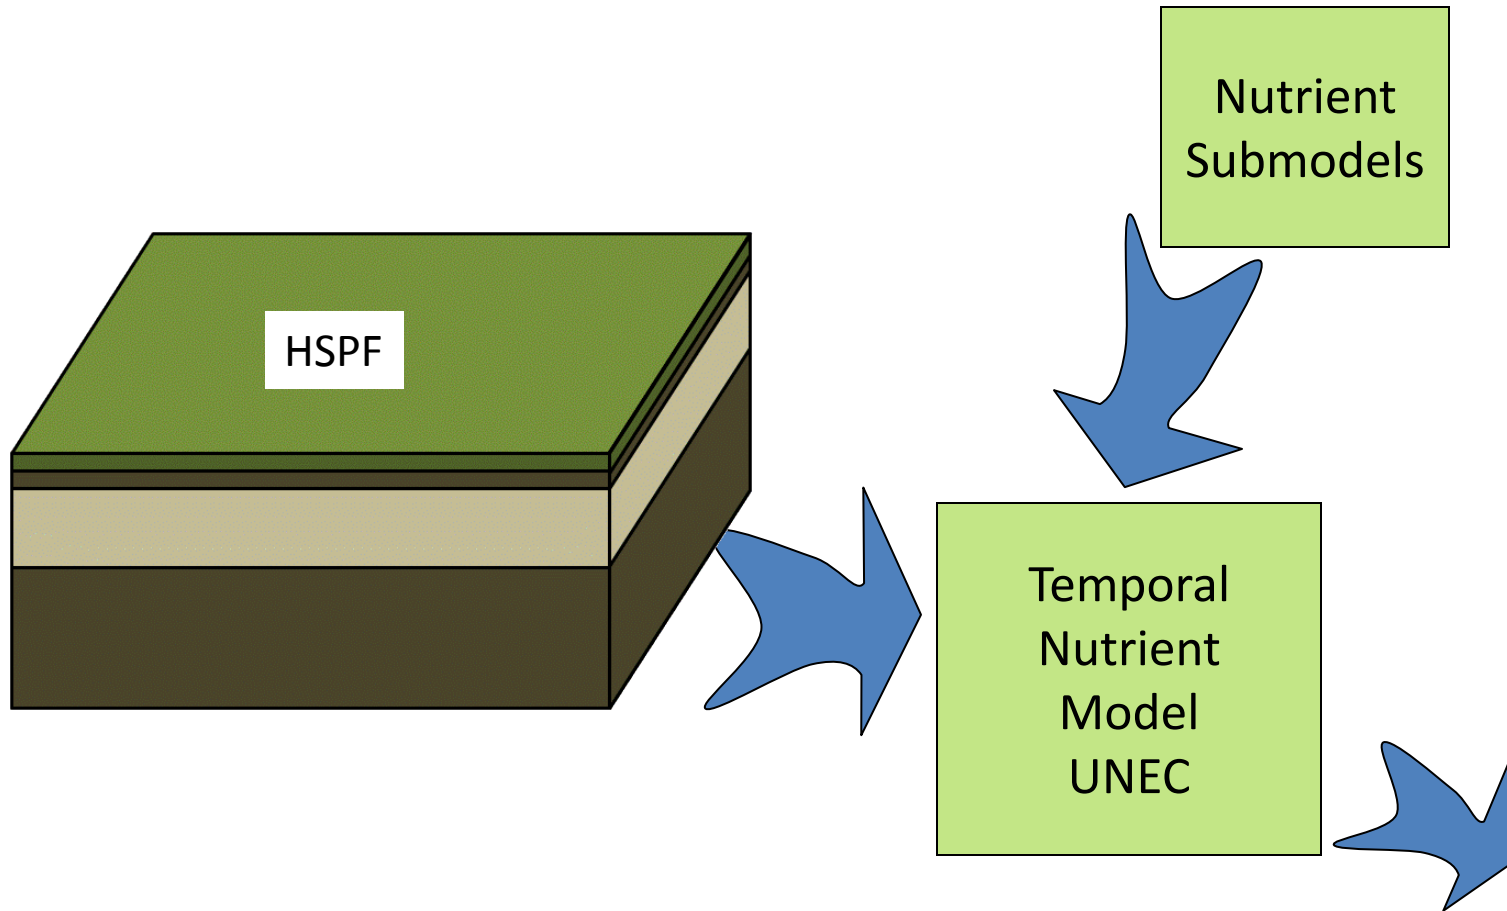 Nutrient
Submodels
HSPF
Temporal
Nutrient
Model
UNEC